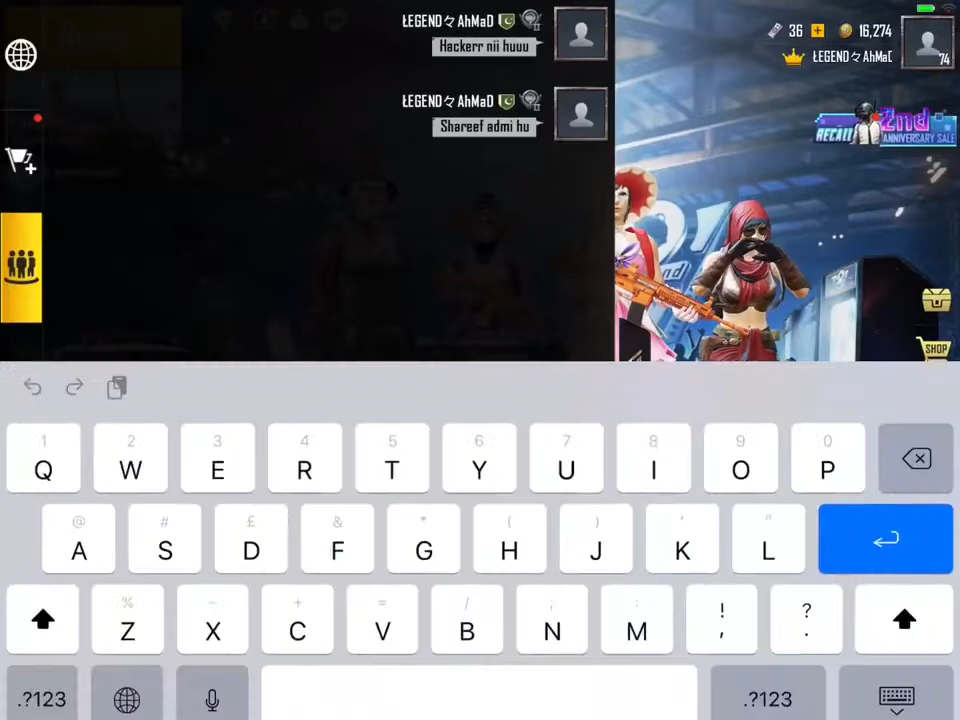 ŁEGEND々AhMaD
Hackerr nii huuu
ŁEGEND々AhMaD
Shareef admi hu
36
16,274
ŁEGEND々AhMaD
74
RECALL 2nd
ANNIVERSARY SALE
SHOP
1 2 3 4 5 6 7 8 9 0
Q W E R T Y U I O P
@ # £ & * ( ) ' "
A S D F G H J K L
% - + = / ; : ! ?
Z X C V B N M , .
.?123 .?123